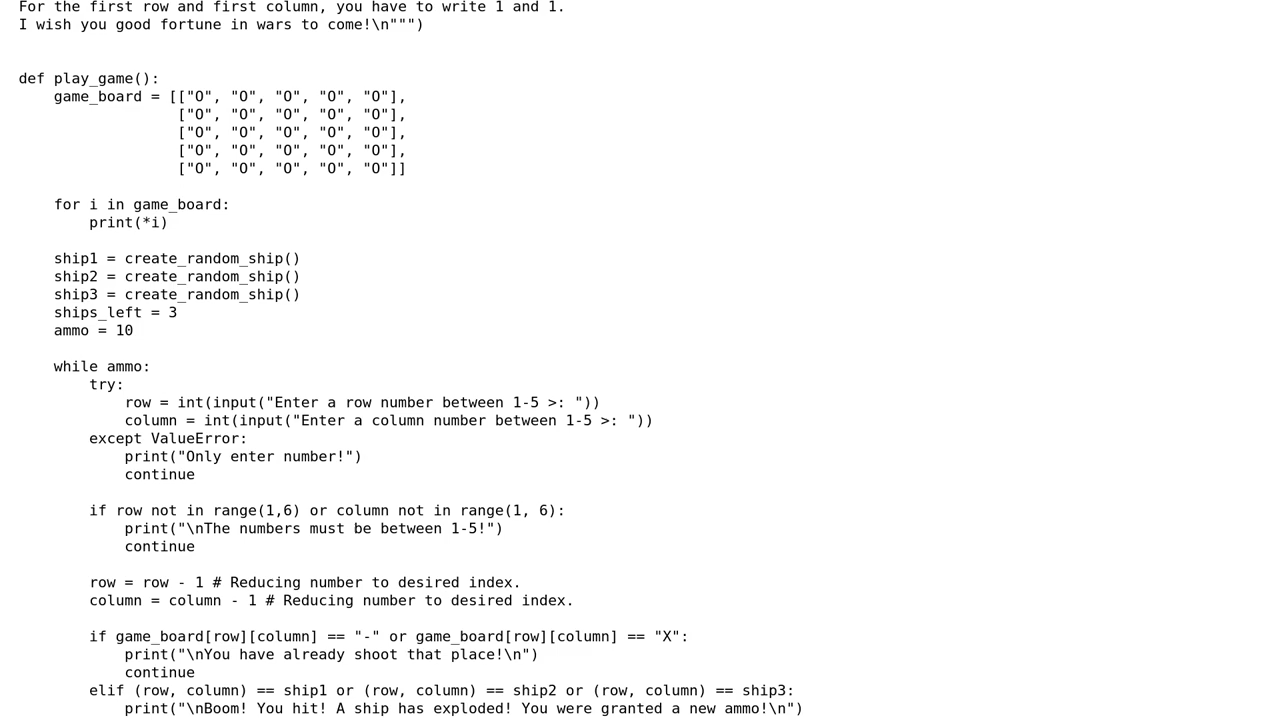 For the first row and first column, you have to write 1 and 1.
I wish you good fortune in wars to come!\n""")
def play_game():
    game_board = [["O", "O", "O", "O", "O"],
                  ["O", "O", "O", "O", "O"],
                  ["O", "O", "O", "O", "O"],
                  ["O", "O", "O", "O", "O"],
                  ["O", "O", "O", "O", "O"]]
    for i in game_board:
        print(*i)
    ship1 = create_random_ship()
    ship2 = create_random_ship()
    ship3 = create_random_ship()
    ships_left = 3
    ammo = 10
    while ammo:
        try:
            row = int(input("Enter a row number between 1-5 >: "))
            column = int(input("Enter a column number between 1-5 >: "))
        except ValueError:
            print("Only enter number!")
            continue
        if row not in range(1,6) or column not in range(1, 6):
            print("\nThe numbers must be between 1-5!")
            continue
        row = row - 1 # Reducing number to desired index.
        column = column - 1 # Reducing number to desired index.
        if game_board[row][column] == "-" or game_board[row][column] == "X":
            print("\nYou have already shoot that place!\n")
            continue
        elif (row, column) == ship1 or (row, column) == ship2 or (row, column) == ship3:
            print("\nBoom! You hit! A ship has exploded! You were granted a new ammo!\n")